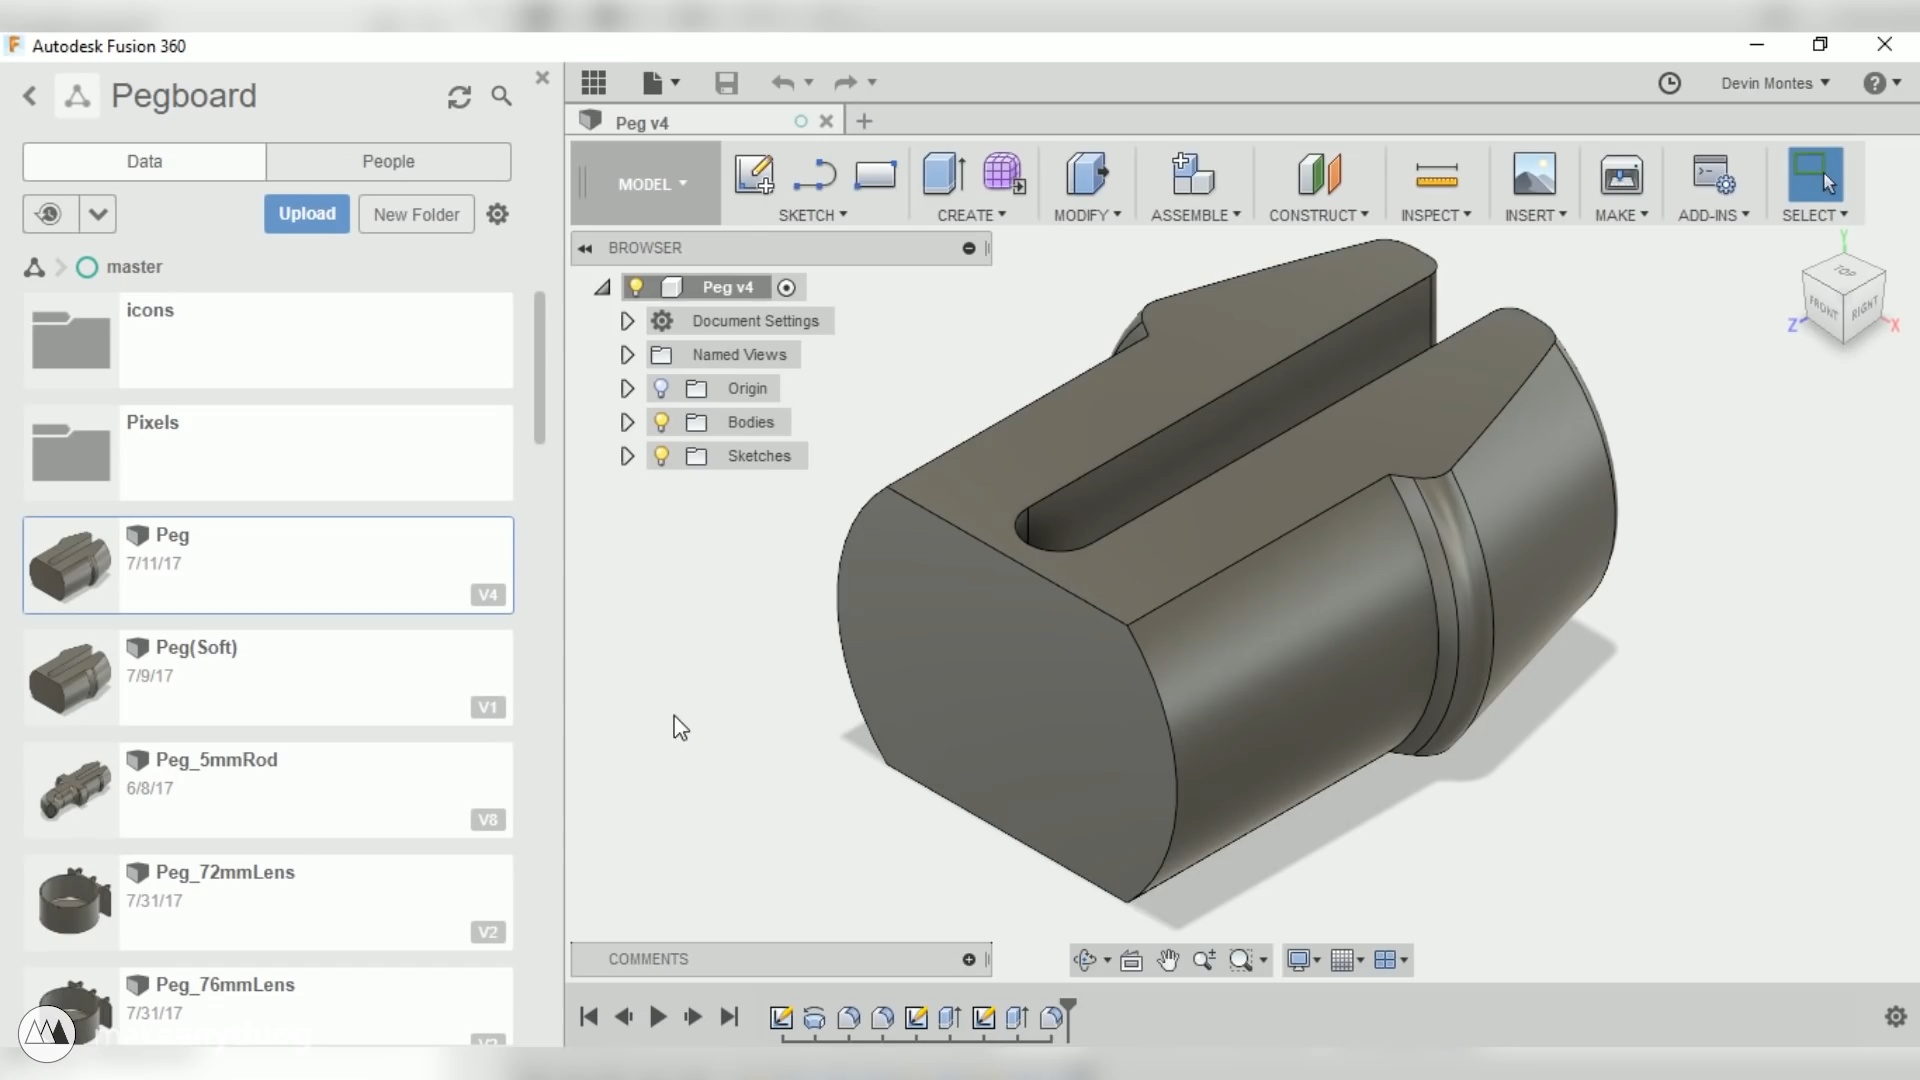 Autodesk Fusion 360
Pegboard
Data
People
Upload
New Folder
master
icons
Pixels
Peg
7/11/17
V4
Peg(Soft)
7/9/17
V1
Peg_5mmRod
6/8/17
V8
Peg_72mmLens
7/31/17
V2
Peg_76mmLens
7/31/17
Devin Montes
Peg v4
MODEL
SKETCH
CREATE
MODIFY
ASSEMBLE
CONSTRUCT
INSPECT
INSERT
MAKE
ADD-INS
SELECT
BROWSER
Peg v4
Document Settings
Named Views
Origin
Bodies
Sketches
Y
TOP
FRONT
RIGHT
Z
X
COMMENTS